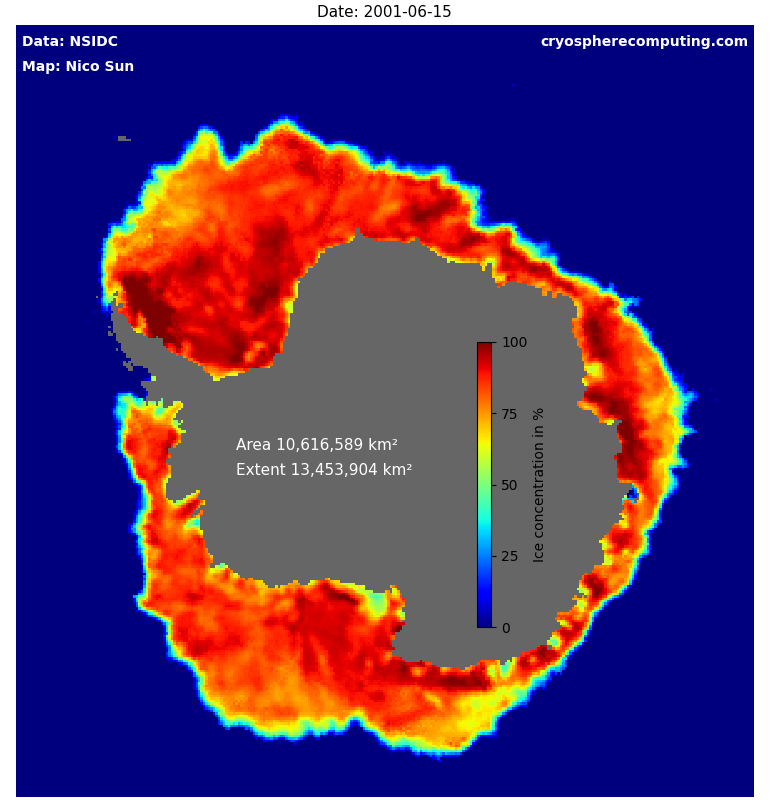 Date: 2001-06-15
Data: NSIDC
cryospherecomputing.com
Map: Nico Sun
Area 10,616,589 km²
Extent 13,453,904 km²
100
75
50
25
0
Ice concentration in %